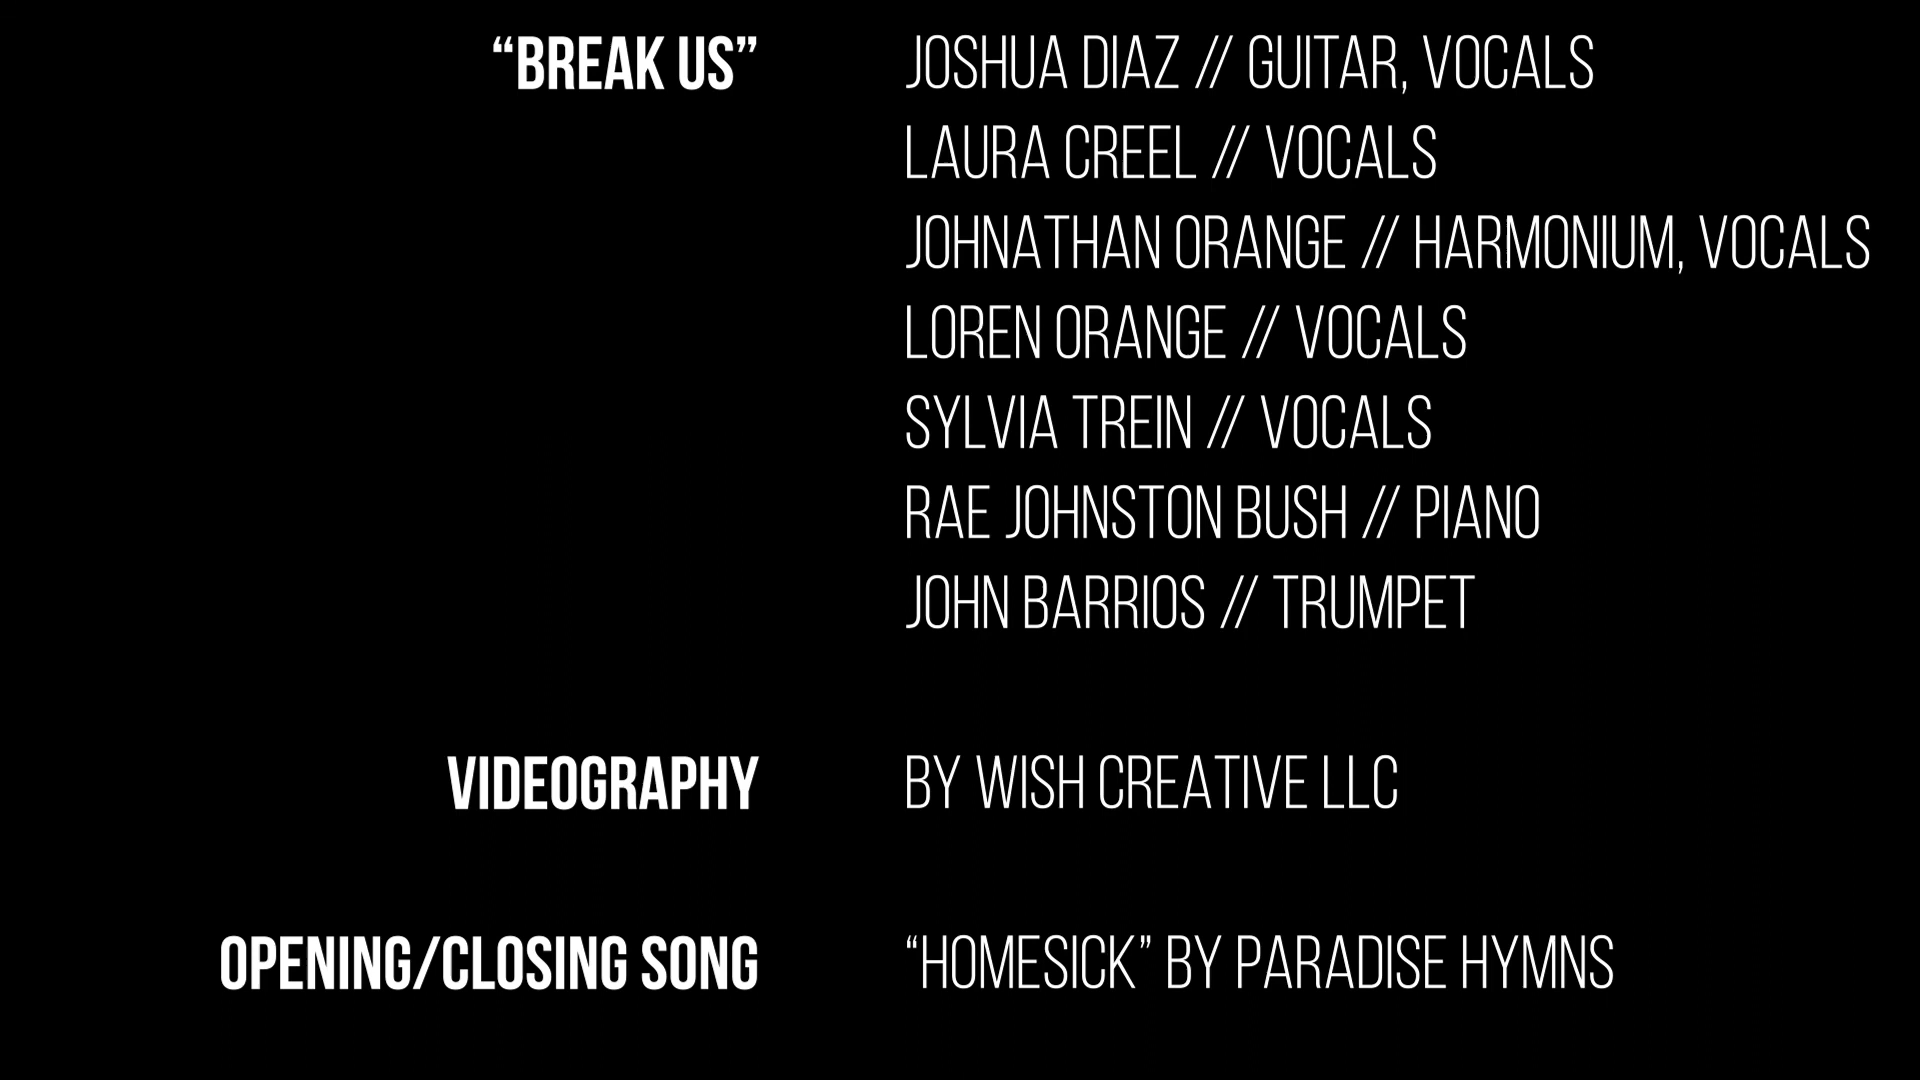 “BREAK US” JOSHUA DIAZ // GUITAR, VOCALS
LAURA CREEL // VOCALS
JOHNATHAN ORANGE // HARMONIUM, VOCALS
LOREN ORANGE // VOCALS
SYLVIA TREIN // VOCALS
RAE JOHNSTON BUSH // PIANO
JOHN BARRIOS // TRUMPET
VIDEOGRAPHY BY WISH CREATIVE LLC
OPENING/CLOSING SONG “HOMESICK” BY PARADISE HYMNS